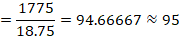 = 1775/18.75 = 94.66667 ≈ 95